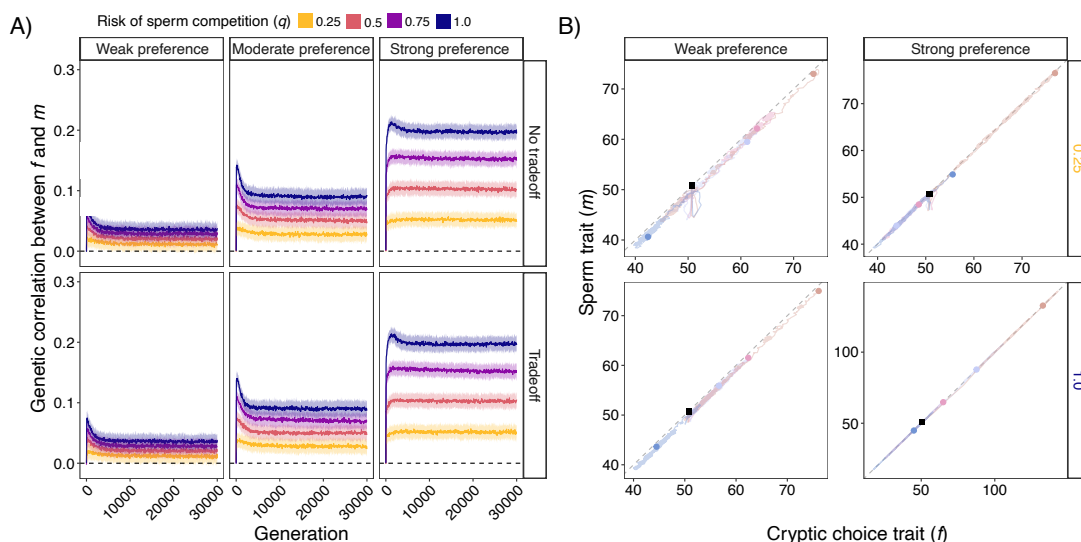 A)
Risk of sperm competition (q) 0.25 0.5 0.75 1.0
Weak preference Moderate preference Strong preference
Genetic correlation between f and m
0.3
0.2
0.1
0.0
No tradeoff
0.3
0.2
0.1
0.0
Tradeoff
0 10000 20000 30000 0 10000 20000 30000 0 10000 20000 30000
Generation
B)
Weak preference Strong preference
Sperm trait (m)
70
60
50
40
40 50 60 70
70
60
50
40
40 50 60 70
0.25
70
60
50
40
40 50 60 70
100
50
50 100
1.0
Cryptic choice trait (f)